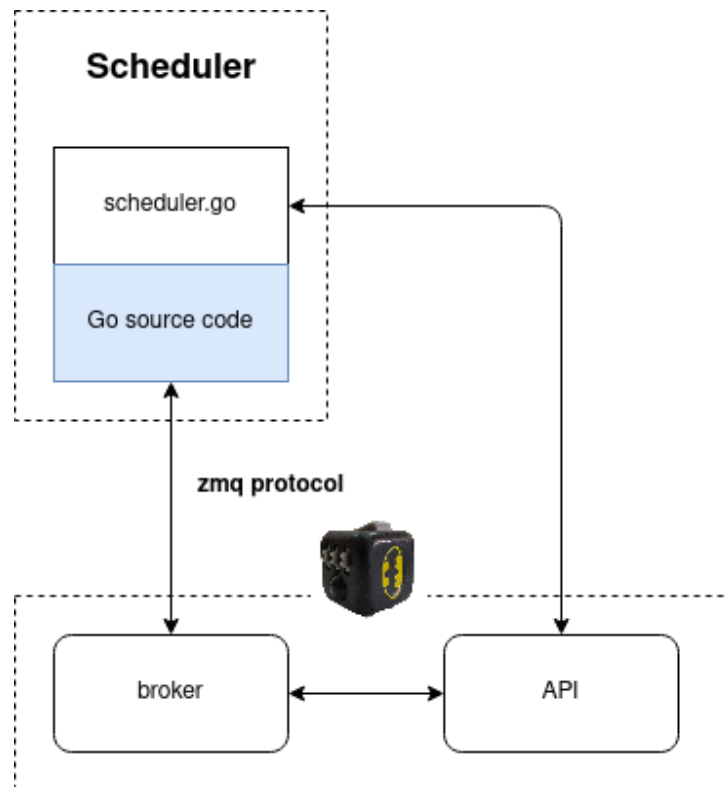 Scheduler
scheduler.go
Go source code
zmq protocol
broker
API